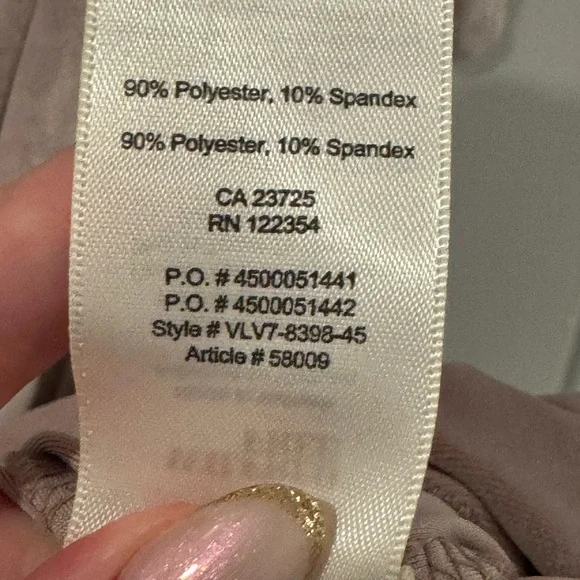 90% Polyester, 10% Spandex
90% Polyester, 10% Spandex
CA 23725
RN 122354
P.O. # 4500051441
P.O. # 4500051442
Style # VLV7-8398-45
Article # 58009